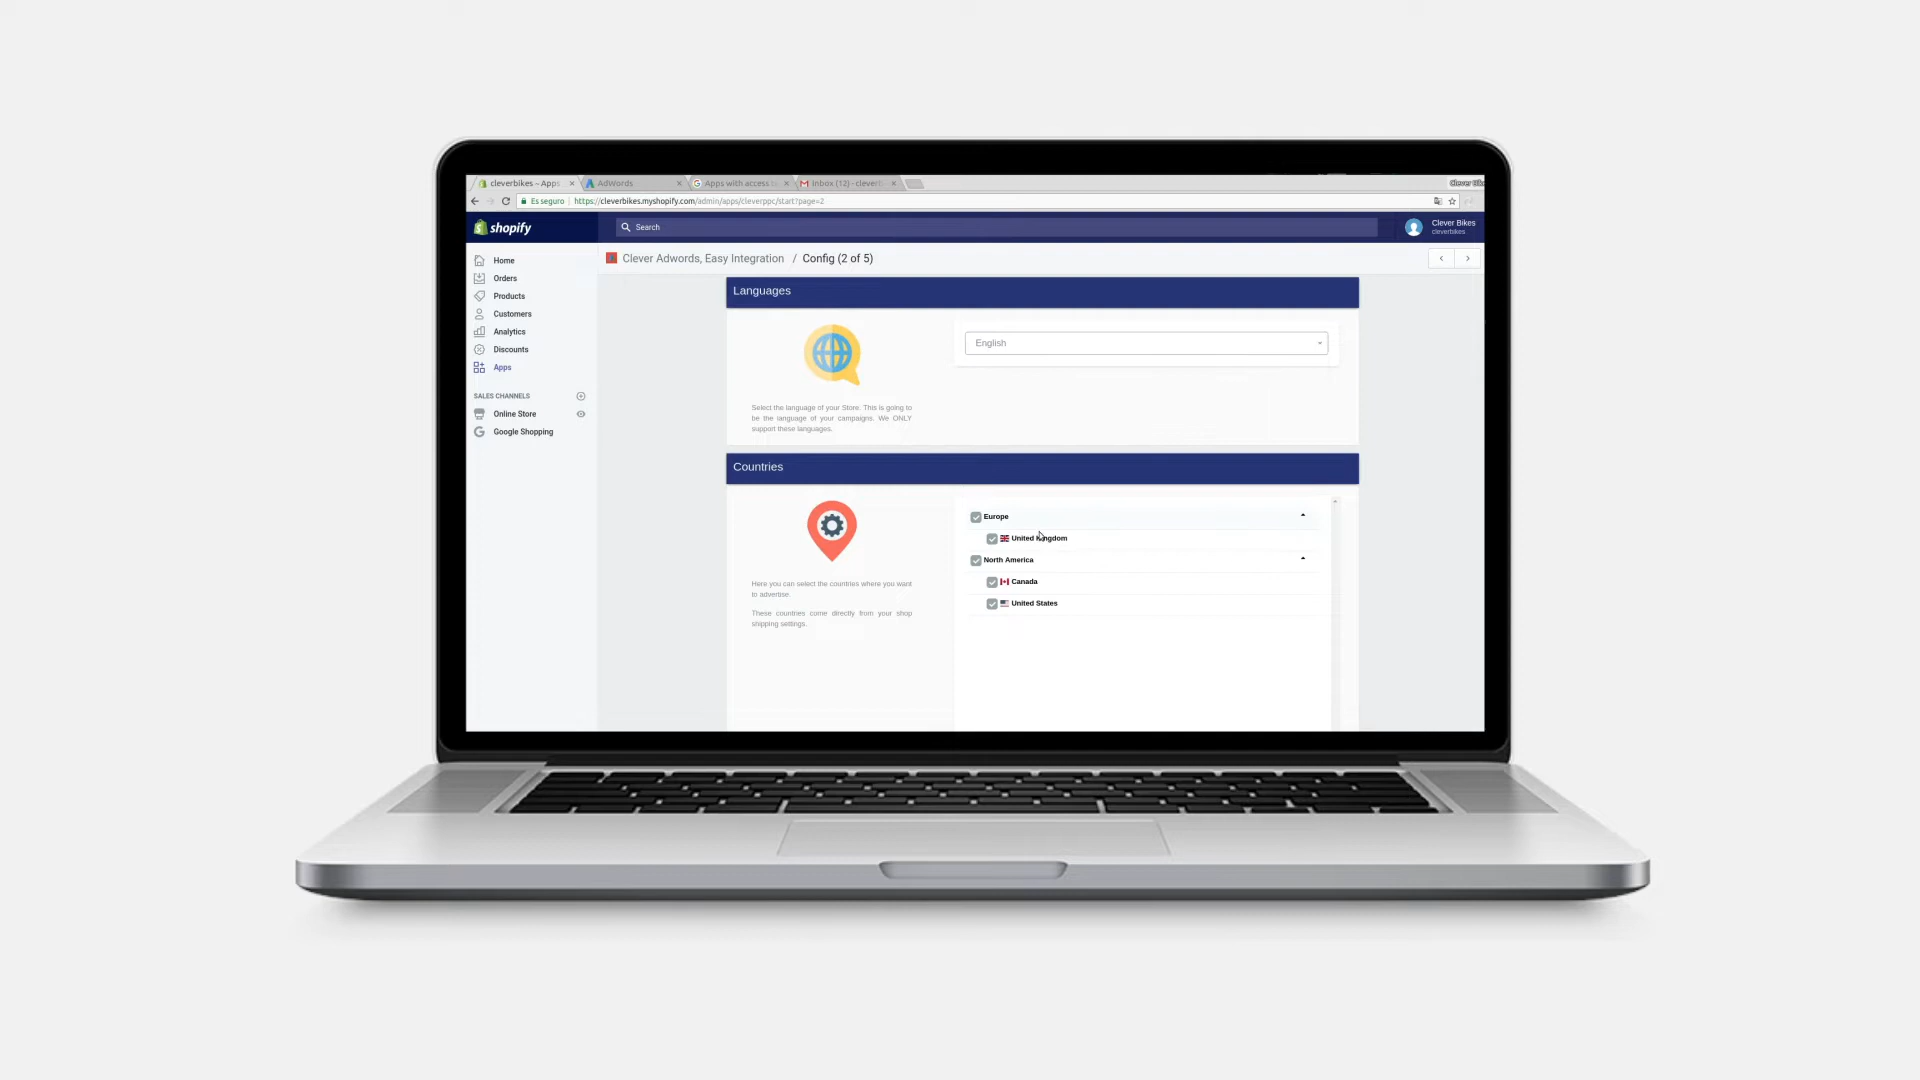 cleverbikes ~ Apps
AdWords
Apps with access to
Inbox (12) - cleverb
Clever Bik
Es seguro
https://cleverbikes.myshopify.com/admin/apps/cleverppc/start?page=2
shopify
Search
Clever Bikes
cleverbikes
Home
Orders
Products
Customers
Analytics
Discounts
Apps
SALES CHANNELS
Online Store
Google Shopping
Clever Adwords, Easy Integration / Config (2 of 5)
Languages
English
Select the language of your Store. This is going to
be the language of your campaigns. We ONLY
support these languages.
Countries
Here you can select the countries where you want
to advertise.
These countries come directly from your shop
shipping settings.
Europe
United Kingdom
North America
Canada
United States